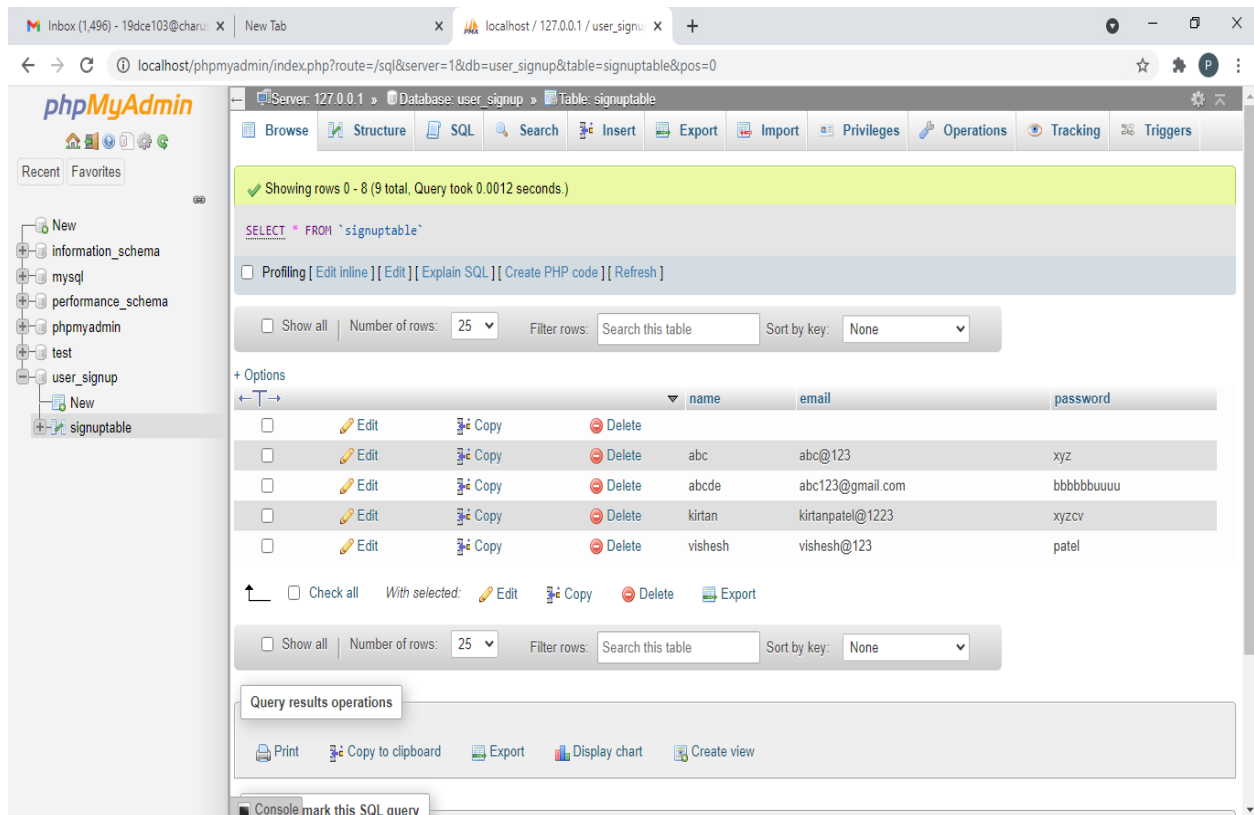 Inbox (1,496) - 19dce103@charu
New Tab
localhost / 127.0.0.1 / user_signu
localhost/phpmyadmin/index.php?route=/sql&server=1&db=user_signup&table=signuptable&pos=0
P
phpMyAdmin
Recent Favorites
New
information_schema
mysql
performance_schema
phpmyadmin
test
user_signup
New
signuptable
Server: 127.0.0.1 » Database: user_signup » Table: signuptable
Browse Structure SQL Search Insert Export Import Privileges Operations Tracking Triggers
Showing rows 0 - 8 (9 total, Query took 0.0012 seconds.)
SELECT * FROM `signuptable`
Profiling [ Edit inline ] [ Edit ] [ Explain SQL ] [ Create PHP code ] [ Refresh ]
Show all | Number of rows: 25 Filter rows: Search this table Sort by key: None
+ Options
←T→ name email password
Edit Copy Delete
Edit Copy Delete abc abc@123 xyz
Edit Copy Delete abcde abc123@gmail.com bbbbbbuuuu
Edit Copy Delete kirtan kirtanpatel@1223 xyzcv
Edit Copy Delete vishesh vishesh@123 patel
Check all With selected: Edit Copy Delete Export
Show all | Number of rows: 25 Filter rows: Search this table Sort by key: None
Query results operations
Print Copy to clipboard Export Display chart Create view
Console mark this SQL query